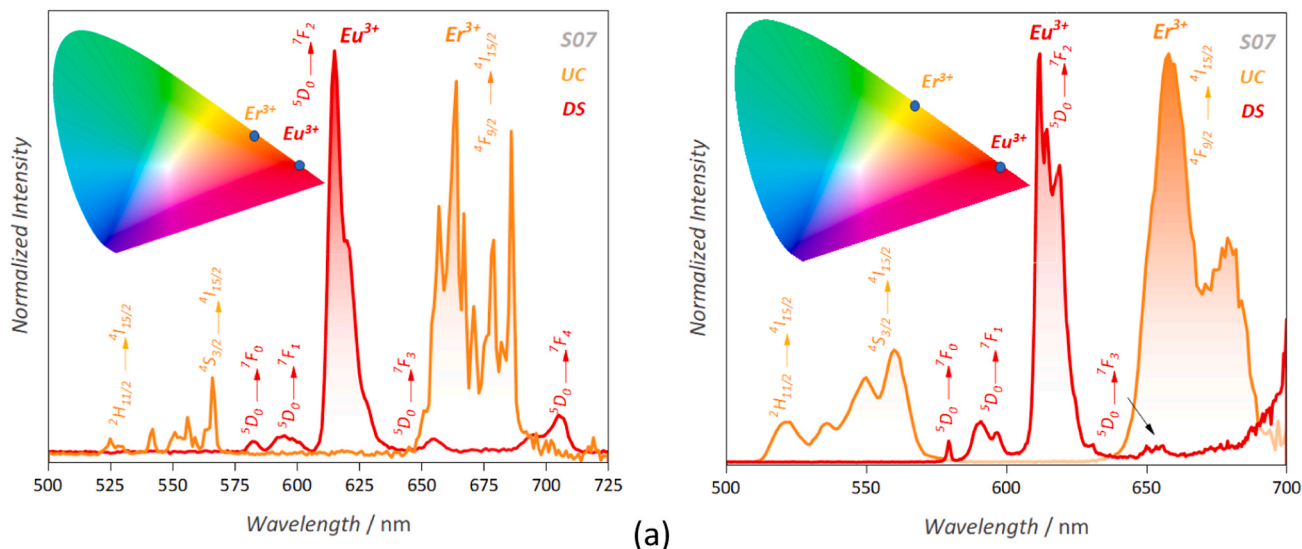 Normalized Intensity
Eu³⁺
⁵D₀ → ⁷F₂
Er³⁺
⁴F₉/₂ → ⁴I₁₅/₂
S07
UC
DS
Er³⁺
Eu³⁺
²H₁₁/₂ → ⁴I₁₅/₂
⁴S₃/₂ → ⁴I₁₅/₂
⁵D₀ → ⁷F₀
⁵D₀ → ⁷F₁
⁵D₀ → ⁷F₃
⁵D₀ → ⁷F₄
500 525 550 575 600 625 650 675 700 725
Wavelength / nm
(a)
Normalized Intensity
Eu³⁺
⁵D₀ → ⁷F₂
Er³⁺
⁴F₉/₂ → ⁴I₁₅/₂
S07
UC
DS
Er³⁺
Eu³⁺
²H₁₁/₂ → ⁴I₁₅/₂
⁴S₃/₂ → ⁴I₁₅/₂
⁵D₀ → ⁷F₀
⁵D₀ → ⁷F₁
⁵D₀ → ⁷F₃
500 550 600 650 700
Wavelength / nm